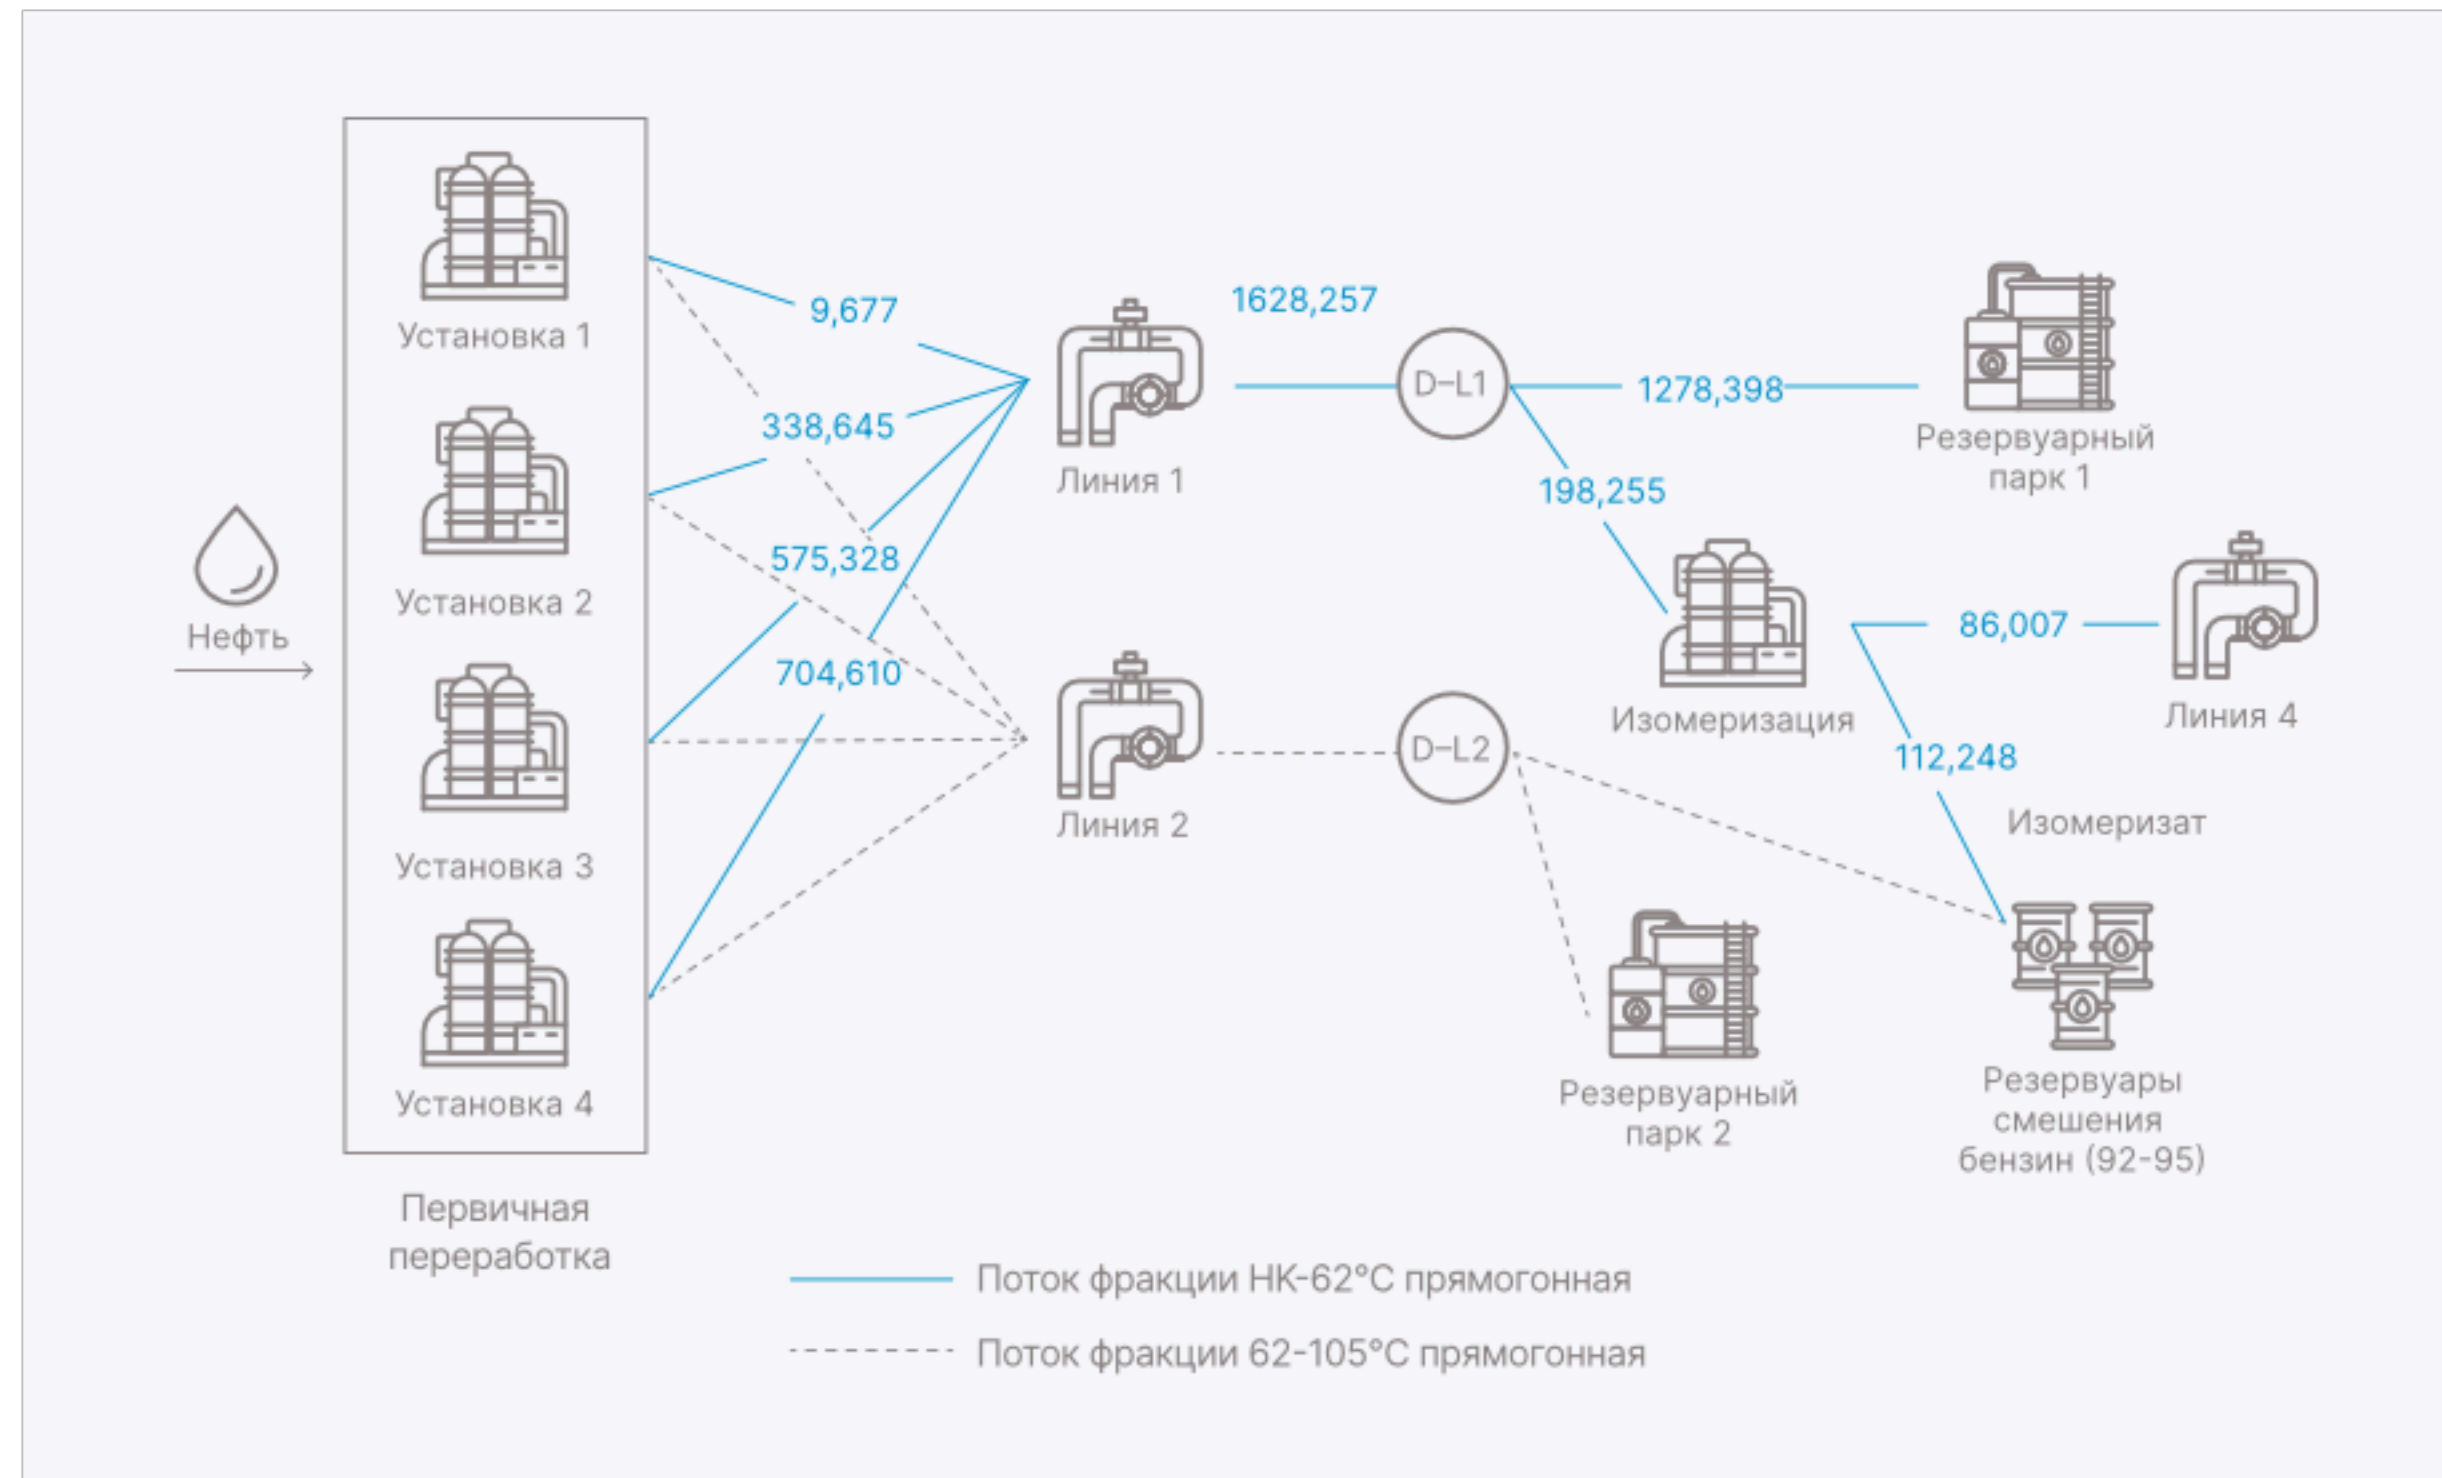 Нефть
Установка 1
Установка 2
Установка 3
Установка 4
Первичная
переработка
9,677
338,645
575,328
704,610
Линия 1
Линия 2
1628,257
D-L1
D-L2
1278,398
198,255
Резервуарный
парк 1
Изомеризация
86,007
Линия 4
112,248
Изомеризат
Резервуарный
парк 2
Резервуары
смешения
бензин (92-95)
Поток фракции НК-62°C прямогонная
Поток фракции 62-105°C прямогонная